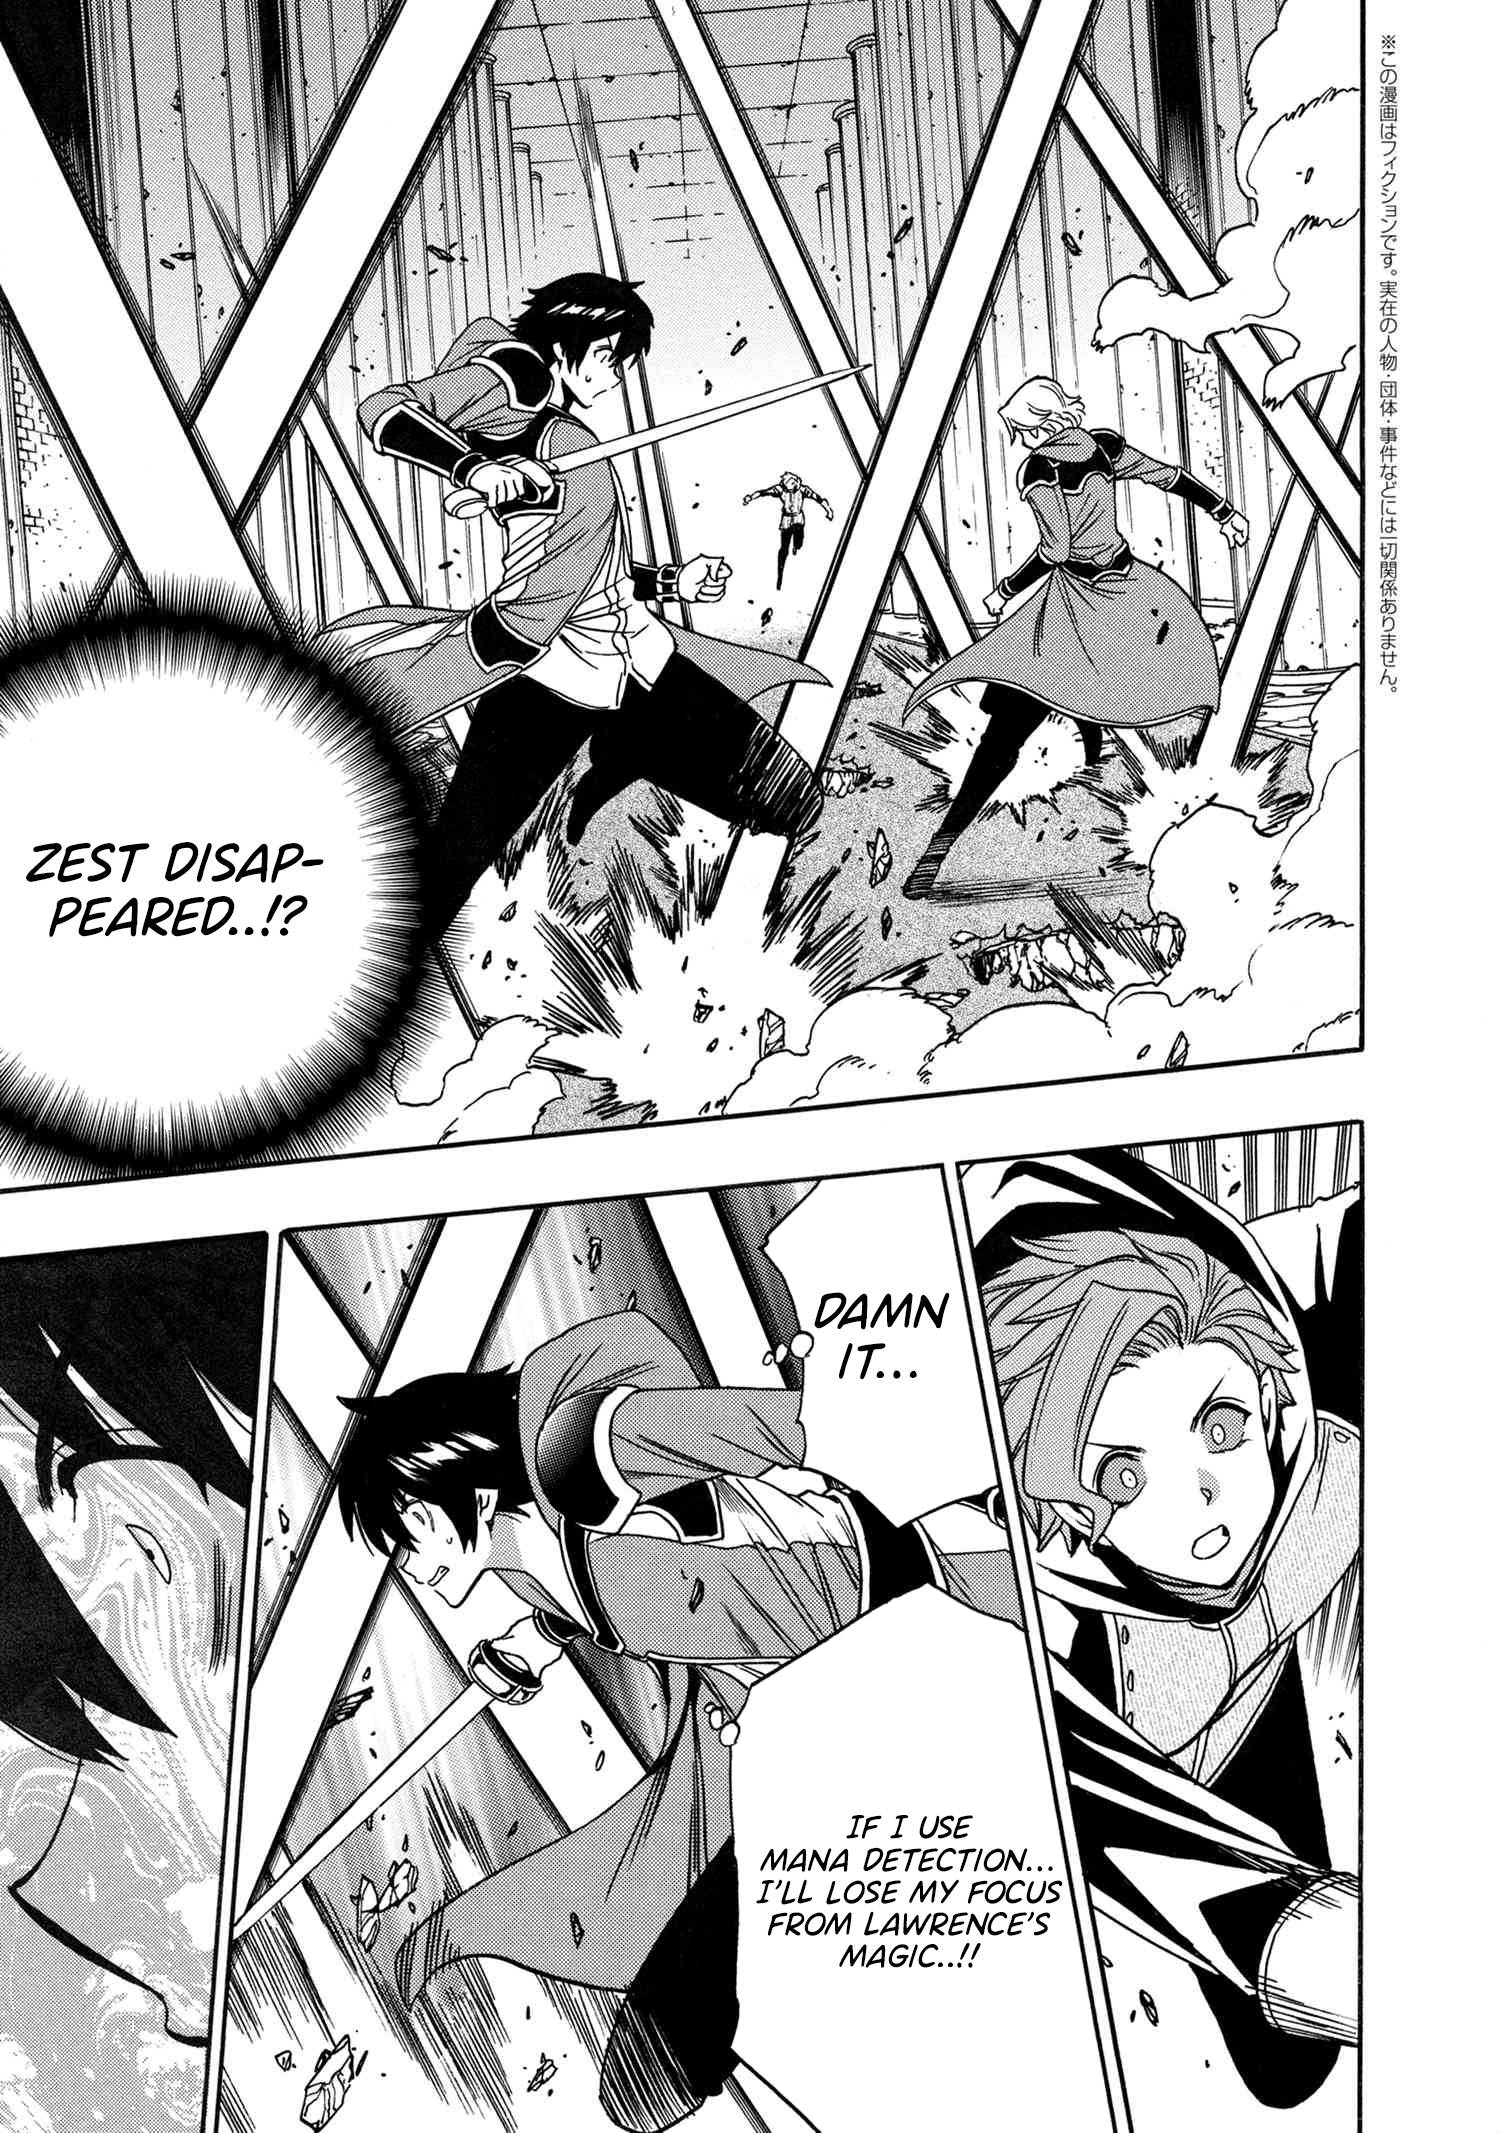 ※この漫画はフィクションです。実在の人物・団体・事件などには一切関係ありません。
ZEST DISAP-
PEARED..!?
DAMN
IT...
IF I USE
MANA DETECTION...
I'LL LOSE MY FOCUS
FROM LAWRENCE'S
MAGIC..!!